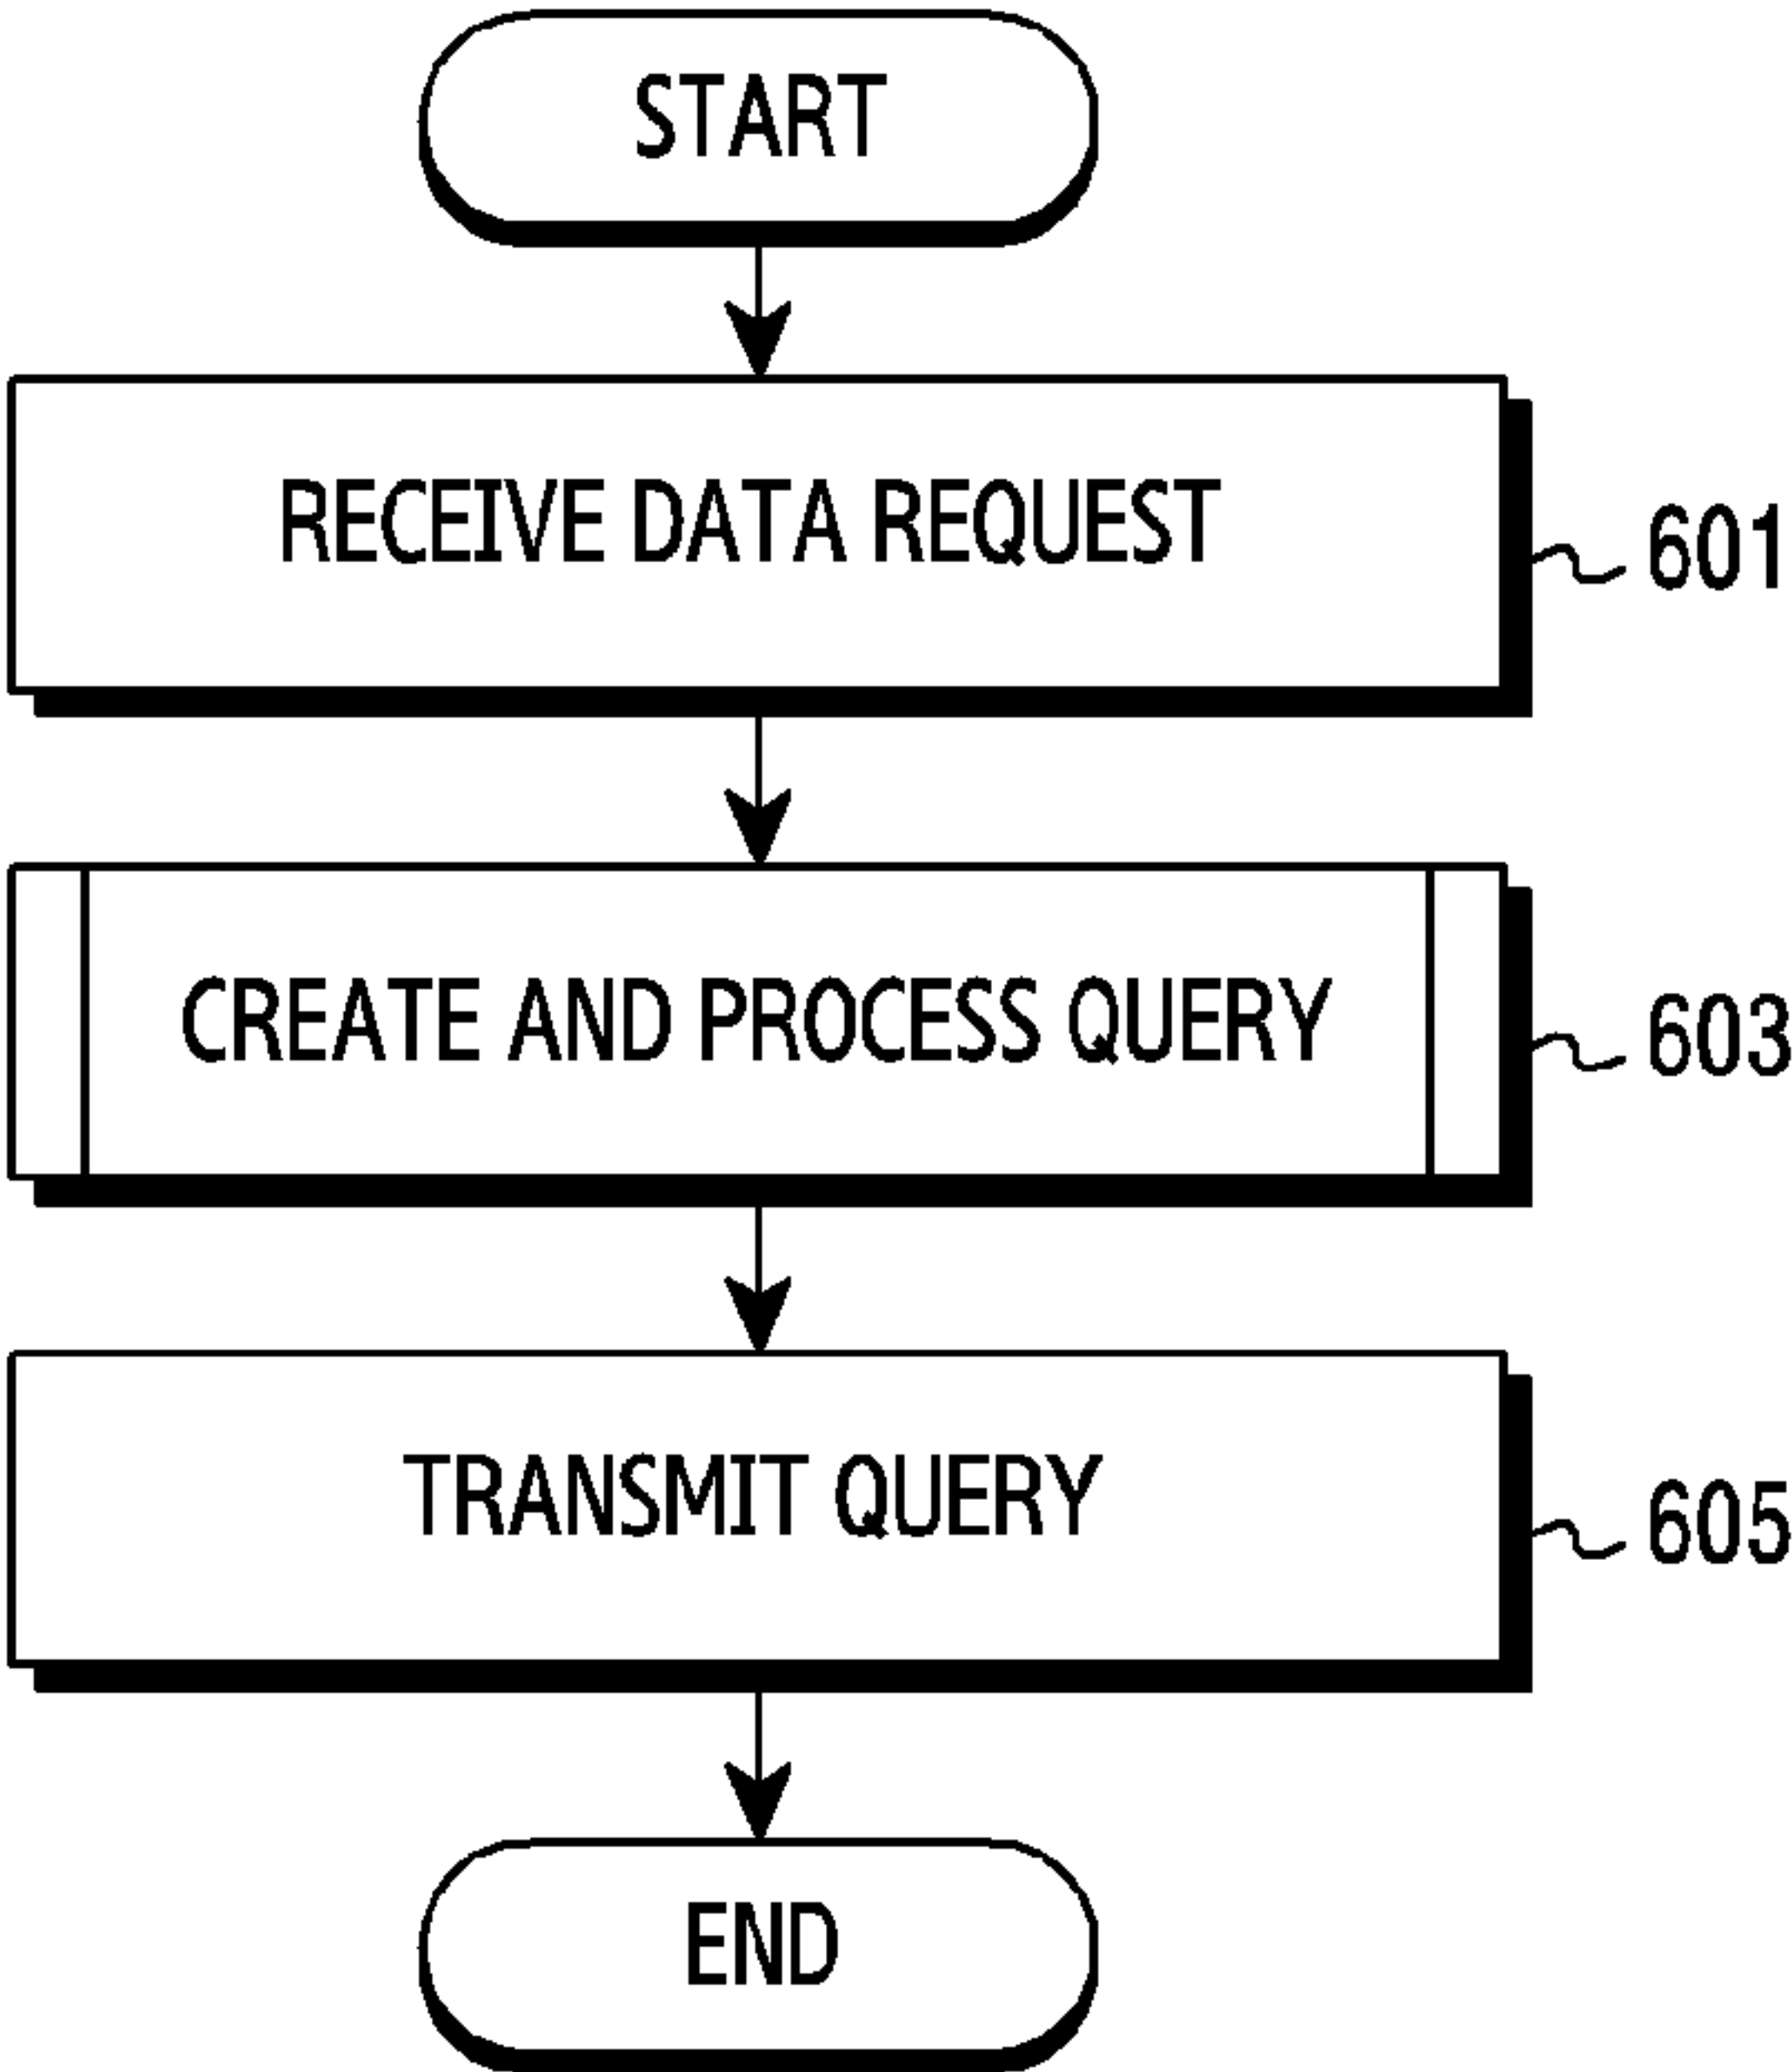 START
RECEIVE DATA REQUEST
601
CREATE AND PROCESS QUERY
603
TRANSMIT QUERY
605
END